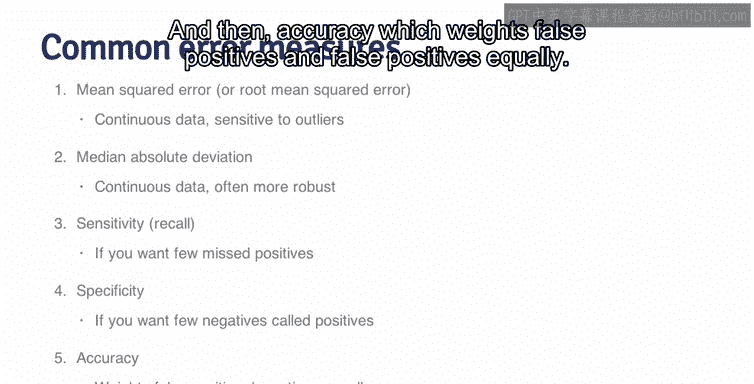 And then, accuracy which weights false
positives and false positives equally.
Common error measures
1. Mean squared error (or root mean squared error)
· Continuous data, sensitive to outliers
2. Median absolute deviation
· Continuous data, often more robust
3. Sensitivity (recall)
· If you want few missed positives
4. Specificity
· If you want few negatives called positives
5. Accuracy